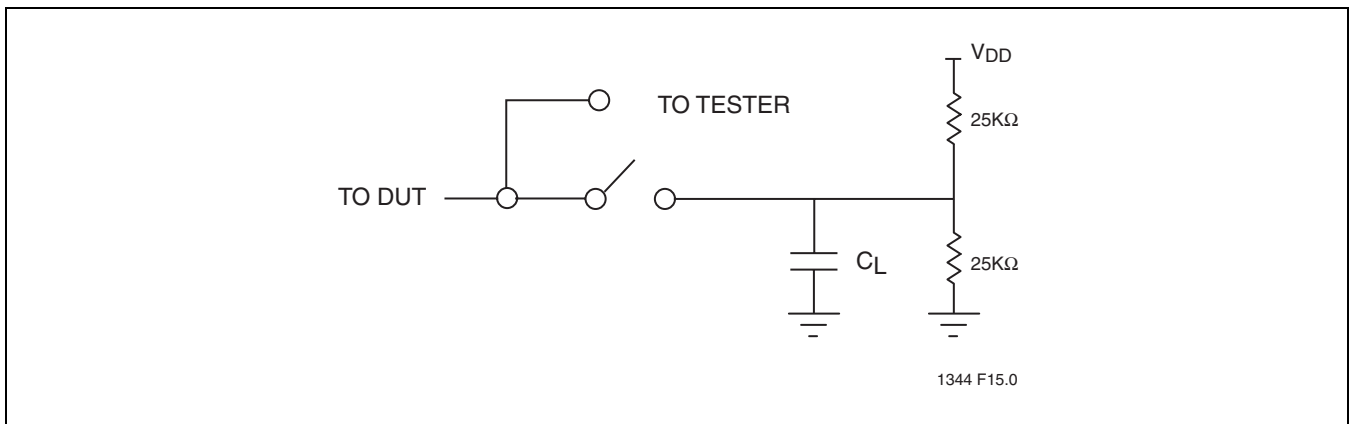 VDD
TO TESTER
25KΩ
TO DUT
CL
25KΩ
1344 F15.0